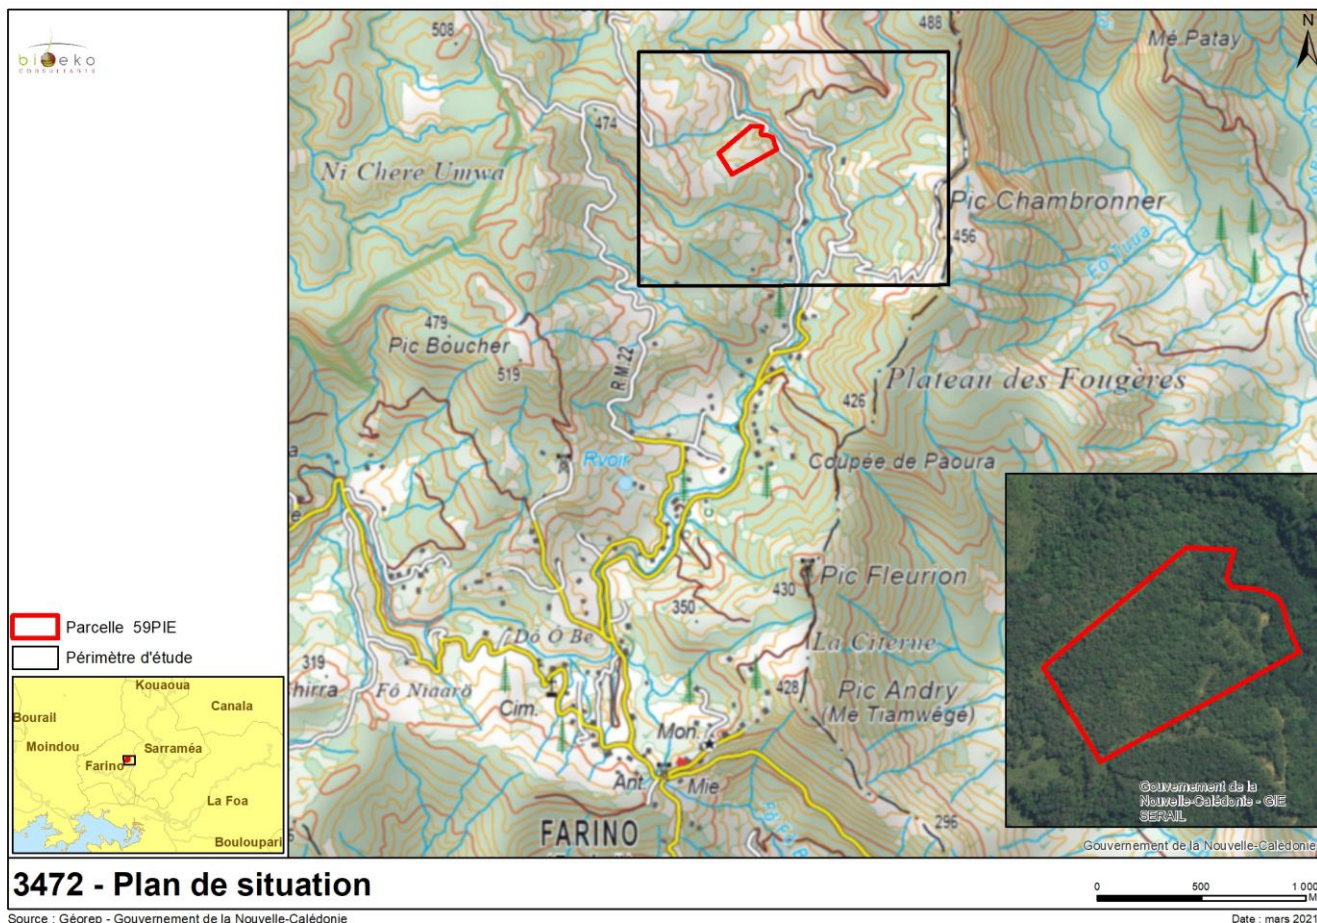 bioeko
CONSULTANTS
N
508
488
Mé Patay
474
Ni Chere Umwa
Pic Chambronner
456
Fö Tuua
479
Pic Boucher
519
R.M.22
Plateau des Fougères
426
Rvoir
Coupée de Paoura
Pic Fleurion
430
350
Dô Ô Be
La Citerne
319
Fô Niaarô
428
Pic Andry
(Me Tiamwége)
Cim.
Mon.
Ant.
Mie
FARINO
296
Parcelle 59PIE
Périmètre d'étude
Kouaoua
Canala
Bourail
Moindou
Sarraméa
Farino
La Foa
Bouloupari
Gouvernement de la
Nouvelle-Calédonie - GIE
SERAIL
Gouvernement de la Nouvelle-Calédonie
3472 - Plan de situation
0 500 1 000
M
Source : Géorep - Gouvernement de la Nouvelle-Calédonie
Date : mars 2021